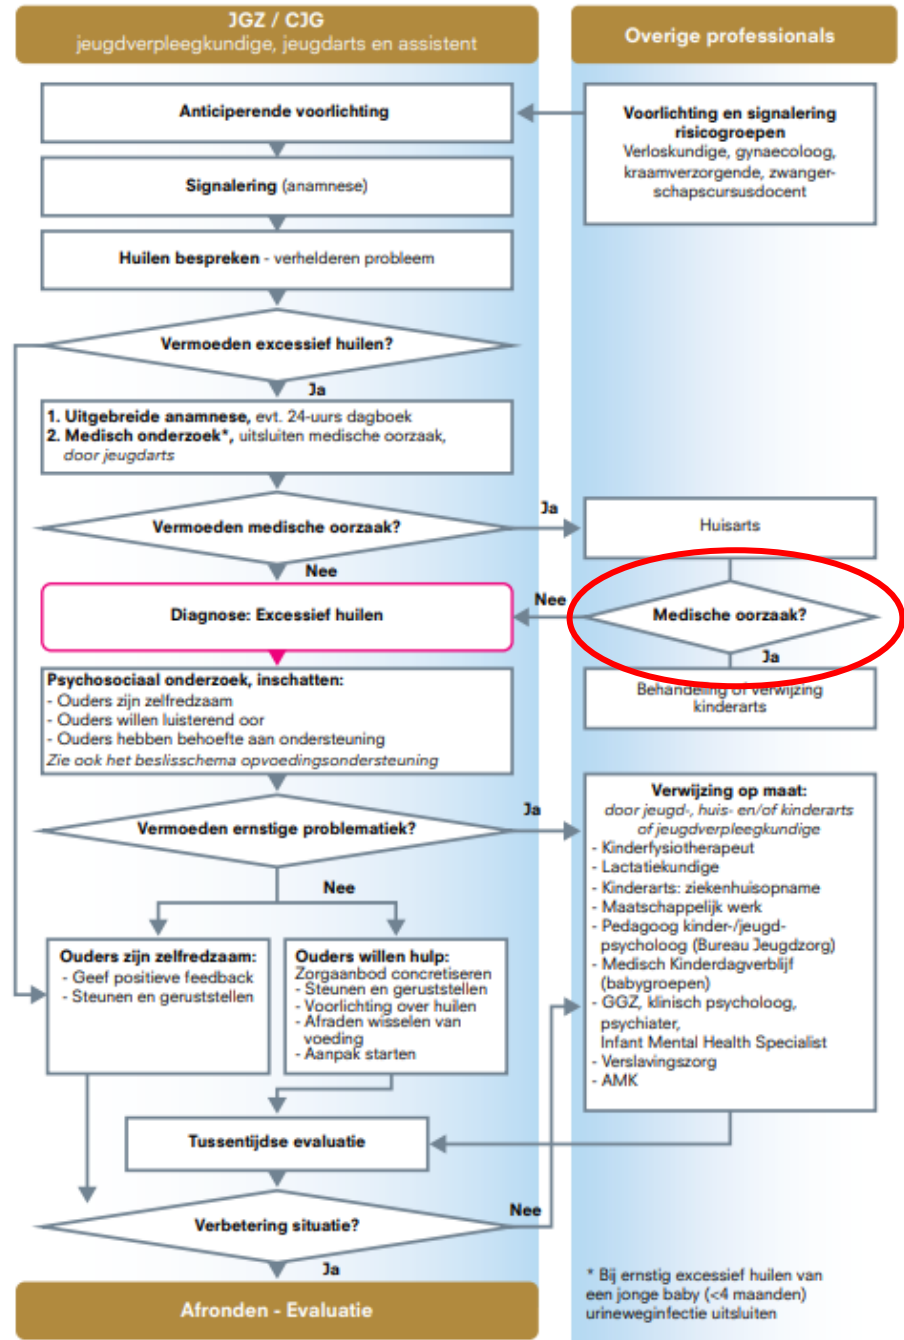 JGZ / CJG
jeugdverpleegkundige, jeugdarts en assistent
Overige professionals
Anticiperende voorlichting
Voorlichting en signalering
risicogroepen
Verloskundige, gynaecoloog,
kraamverzorgende, zwanger-
schapscursusdocent
Signalering (anamnese)
Huilen bespreken - verhelderen probleem
Vermoeden excessief huilen?
Ja
1. Uitgebreide anamnese, evt. 24-uurs dagboek
2. Medisch onderzoek*, uitsluiten medische oorzaak,
door jeugdarts
Vermoeden medische oorzaak?
Ja
Huisarts
Nee
Diagnose: Excessief huilen
Nee
Medische oorzaak?
Ja
Behandeling of verwijzing
kinderarts
Psychosociaal onderzoek, inschatten:
- Ouders zijn zelfredzaam
- Ouders willen luisterend oor
- Ouders hebben behoefte aan ondersteuning
Zie ook het beslisschema opvoedingsondersteuning
Vermoeden ernstige problematiek?
Ja
Verwijzing op maat:
door jeugd-, huis- en/of kinderarts
of jeugdverpleegkundige
- Kinderfysiotherapeut
- Lactatiekundige
- Kinderarts: ziekenhuisopname
- Maatschappelijk werk
- Pedagoog kinder-/jeugd-
psycholoog (Bureau Jeugdzorg)
- Medisch Kinderdagverblijf
(babygroepen)
- GGZ, klinisch psycholoog,
psychiater,
Infant Mental Health Specialist
- Verslavingszorg
- AMK
Nee
Ouders zijn zelfredzaam:
- Geef positieve feedback
- Steunen en geruststellen
Ouders willen hulp:
Zorgaanbod concretiseren
- Steunen en geruststellen
- Voorlichting over huilen
- Afraden wisselen van
voeding
- Aanpak starten
Tussentijdse evaluatie
Verbetering situatie?
Nee
Ja
Afronden - Evaluatie
* Bij ernstig excessief huilen van
een jonge baby (<4 maanden)
urineweginfectie uitsluiten